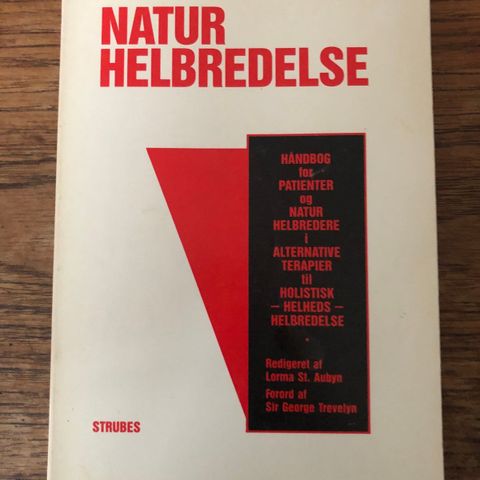 NATUR
HELBREDELSE
HÅNDBOG
for
PATIENTER
og
NATUR
HELBREDERE
i
ALTERNATIVE
TERAPIER
til
HOLISTISK
– HELHEDS –
HELBREDELSE
•
Redigeret af
Lorma St. Aubyn
Forord af
Sir George Trevelyn
STRUBES